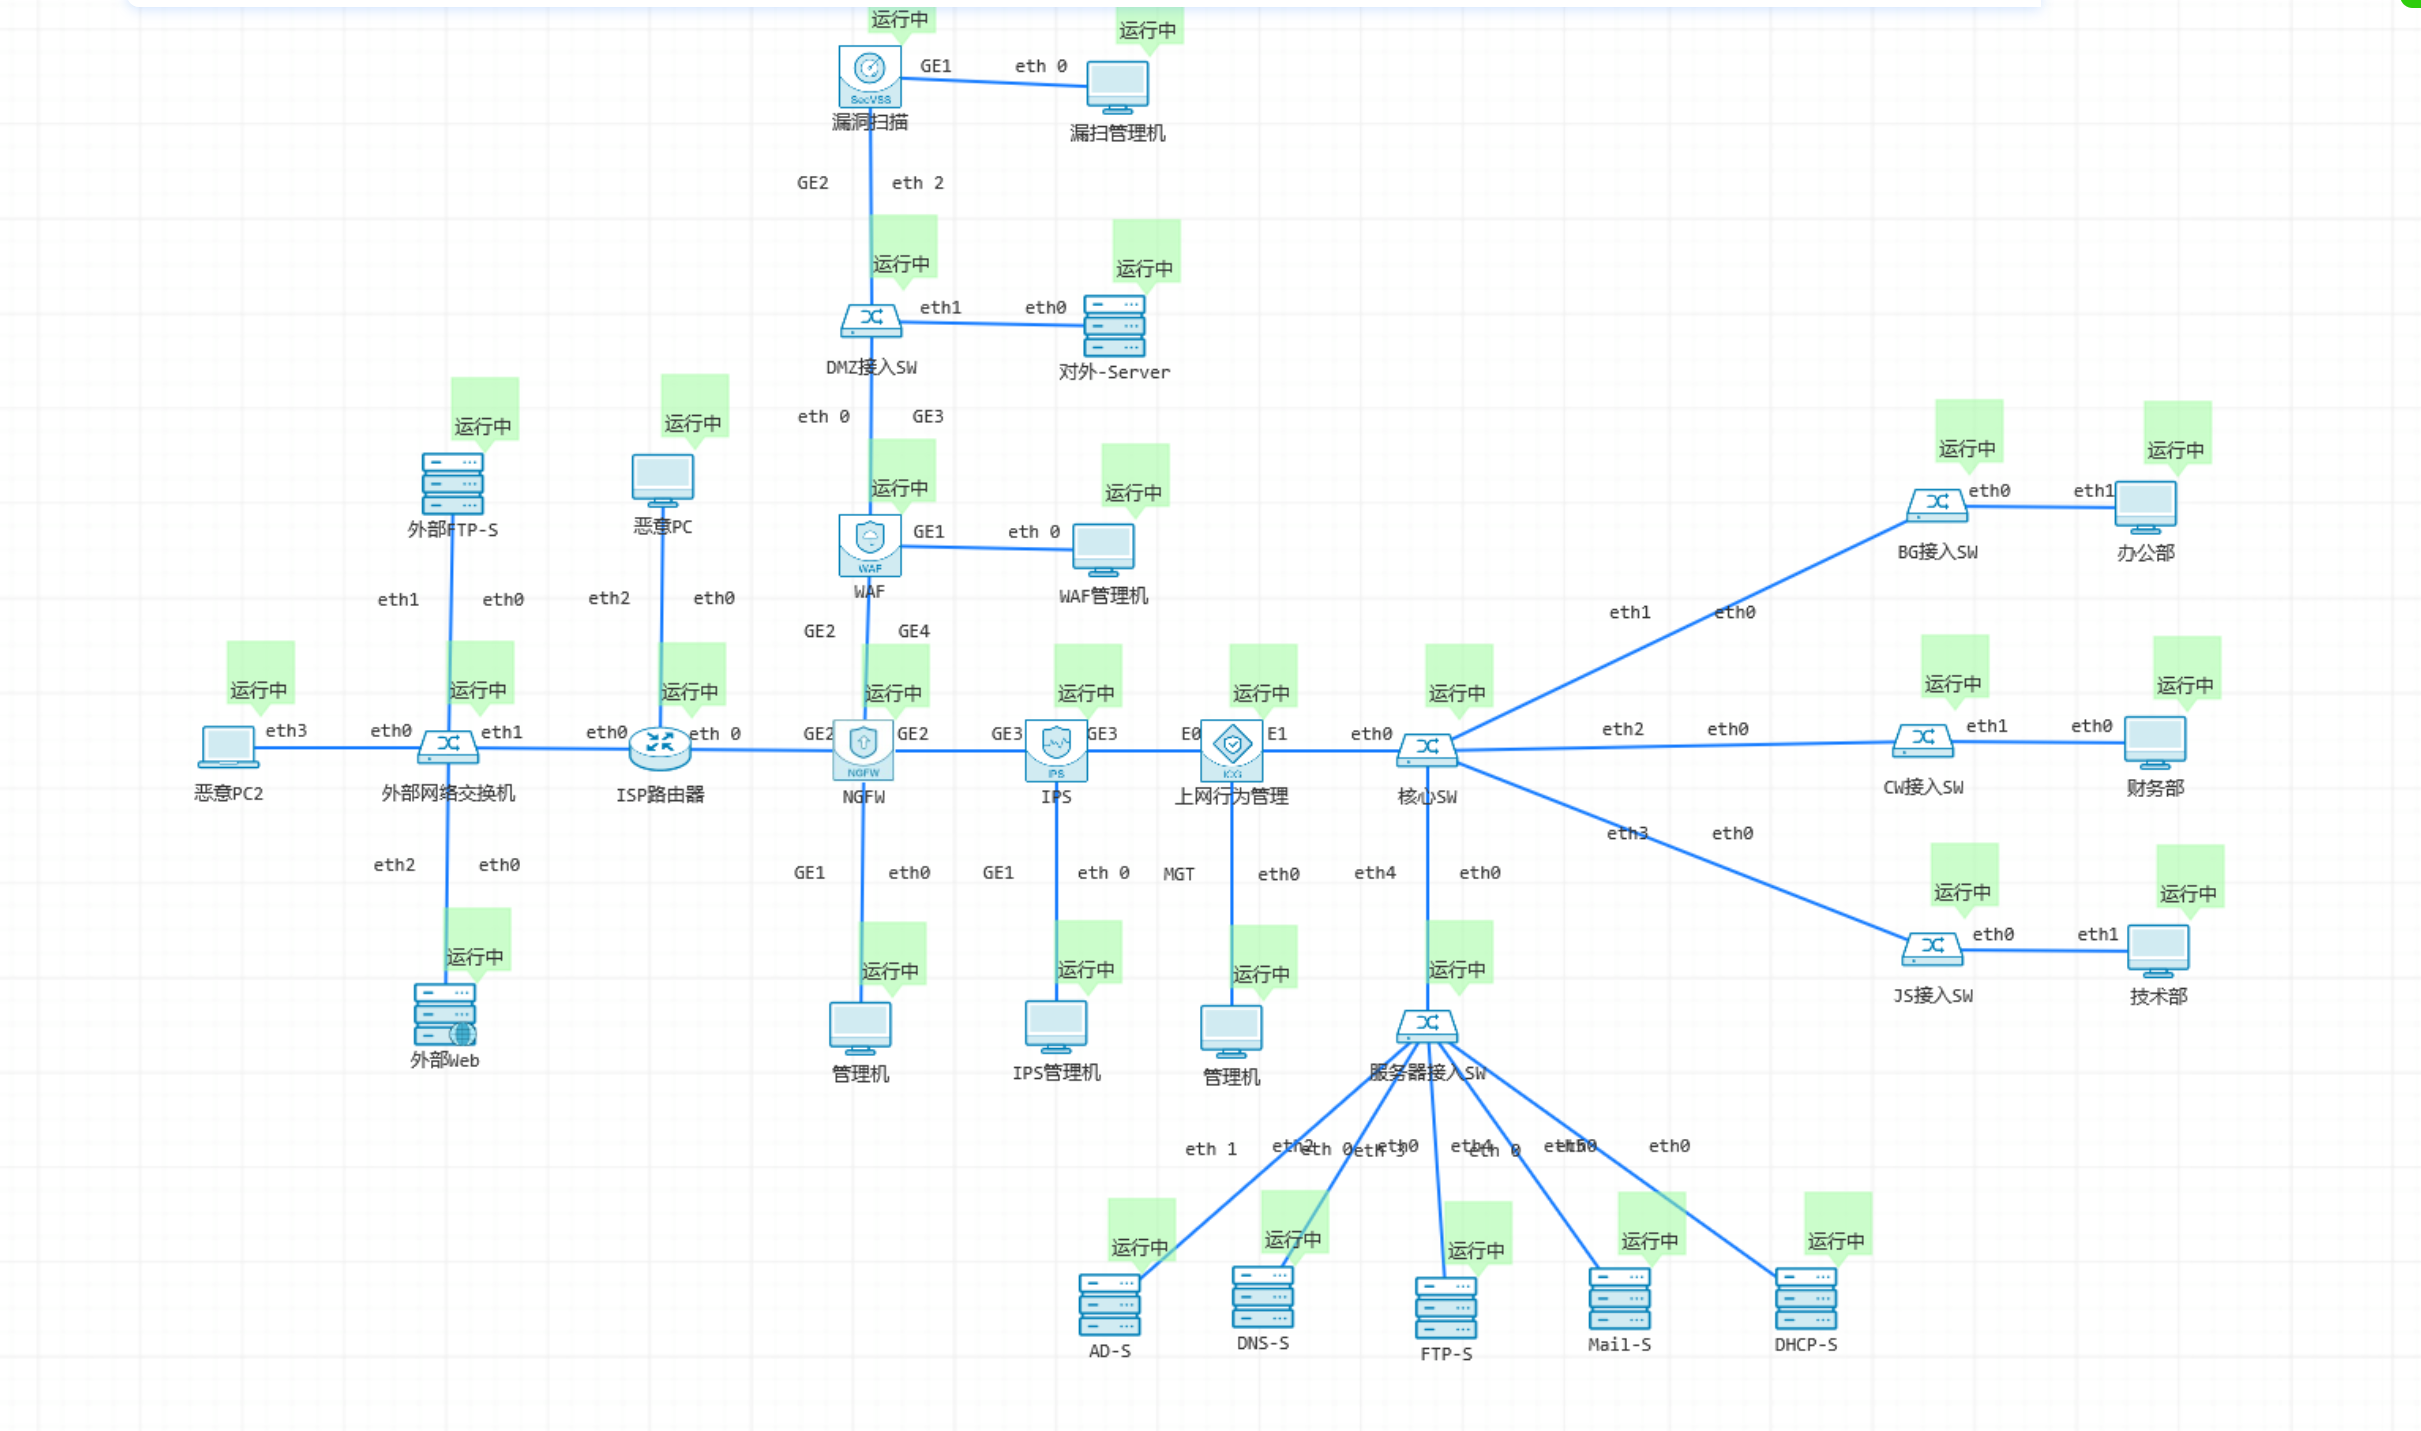 运行中
运行中
SecVSS
GE1 eth 0
漏洞扫描
漏扫管理机
GE2 eth 2
运行中
运行中
eth1 eth0
DMZ接入SW
对外-Server
eth 0 GE3
运行中
运行中
运行中
运行中
运行中
运行中
外部FTP-S
恶意PC
WAF
GE1 eth 0
WAF
WAF管理机
eth0 eth1
BG接入SW
办公部
eth1 eth0
eth2 eth0
GE2 GE4
eth1 eth0
运行中
运行中
运行中
运行中
运行中
运行中
运行中
运行中
运行中
eth3 eth0
eth1 eth0
eth 0 GE2
NGFW
GE2 GE3
IPS
GE3 E0
ICG
E1 eth0
eth2 eth0
eth1 eth0
恶意PC2
外部网络交换机
ISP路由器
NGFW
IPS
上网行为管理
核心SW
CW接入SW
财务部
eth3 eth0
eth2 eth0
GE1 eth0
GE1 eth 0
MGT eth0
eth4 eth0
运行中
运行中
eth0 eth1
JS接入SW
技术部
运行中
运行中
运行中
运行中
运行中
外部Web
管理机
IPS管理机
管理机
服务器接入SW
eth 1
eth2
eth 0
eth 3
eth0
eth4
eth 0
eth5
eth0
eth0
运行中
运行中
运行中
运行中
运行中
AD-S
DNS-S
FTP-S
Mail-S
DHCP-S